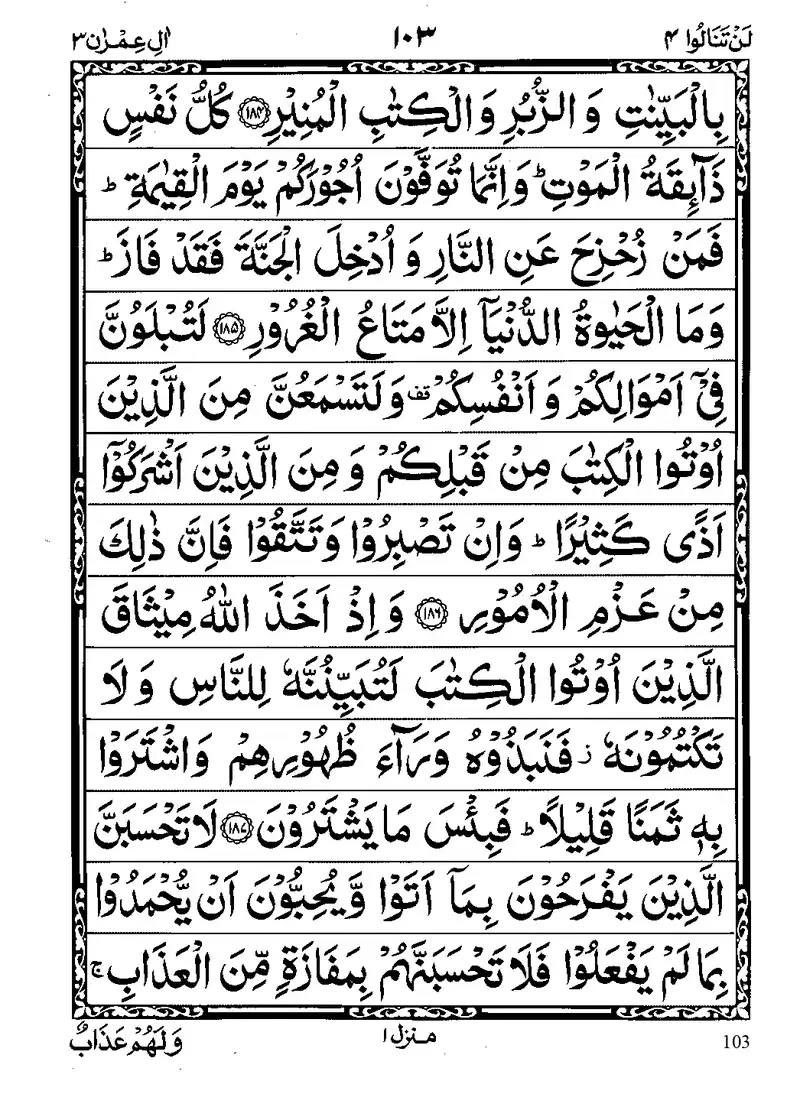 لَنْ تَنَالُوا ۴
۱۰۳
اٰلِ عِمْرٰن ۳
بِالْبَيِّنٰتِ وَ الزُّبُرِ وَ الْكِتٰبِ الْمُنِيْرِ ﴿۱۸۴﴾ كُلُّ نَفْسٍ
ذَآىِٕقَةُ الْمَوْتِ ؕ وَ اِنَّمَا تُوَفَّوْنَ اُجُوْرَكُمْ يَوْمَ الْقِيٰمَةِ ؕ
فَمَنْ زُحْزِحَ عَنِ النَّارِ وَ اُدْخِلَ الْجَنَّةَ فَقَدْ فَازَ ؕ
وَ مَا الْحَيٰوةُ الدُّنْيَاۤ اِلَّا مَتَاعُ الْغُرُوْرِ ﴿۱۸۵﴾ لَتُبْلَوُنَّ
فِيْۤ اَمْوَالِكُمْ وَ اَنْفُسِكُمْ قف وَ لَتَسْمَعُنَّ مِنَ الَّذِيْنَ
اُوْتُوا الْكِتٰبَ مِنْ قَبْلِكُمْ وَ مِنَ الَّذِيْنَ اَشْرَكُوْۤا
اَذًى كَثِيْرًا ؕ وَ اِنْ تَصْبِرُوْا وَ تَتَّقُوْا فَاِنَّ ذٰلِكَ
مِنْ عَزْمِ الْاُمُوْرِ ﴿۱۸۶﴾ وَ اِذْ اَخَذَ اللّٰهُ مِيْثَاقَ
الَّذِيْنَ اُوْتُوا الْكِتٰبَ لَتُبَيِّنُنَّهٗ لِلنَّاسِ وَ لَا
تَكْتُمُوْنَهٗ ز فَنَبَذُوْهُ وَرَآءَ ظُهُوْرِهِمْ وَ اشْتَرَوْا
بِهٖ ثَمَنًا قَلِيْلًا ؕ فَبِئْسَ مَا يَشْتَرُوْنَ ﴿۱۸۷﴾ لَا تَحْسَبَنَّ
الَّذِيْنَ يَفْرَحُوْنَ بِمَاۤ اَتَوْا وَّ يُحِبُّوْنَ اَنْ يُّحْمَدُوْا
بِمَا لَمْ يَفْعَلُوْا فَلَا تَحْسَبَنَّهُمْ بِمَفَازَةٍ مِّنَ الْعَذَابِ ۚ
103
منزل ۱
وَ لَهُمْ عَذَابٌ